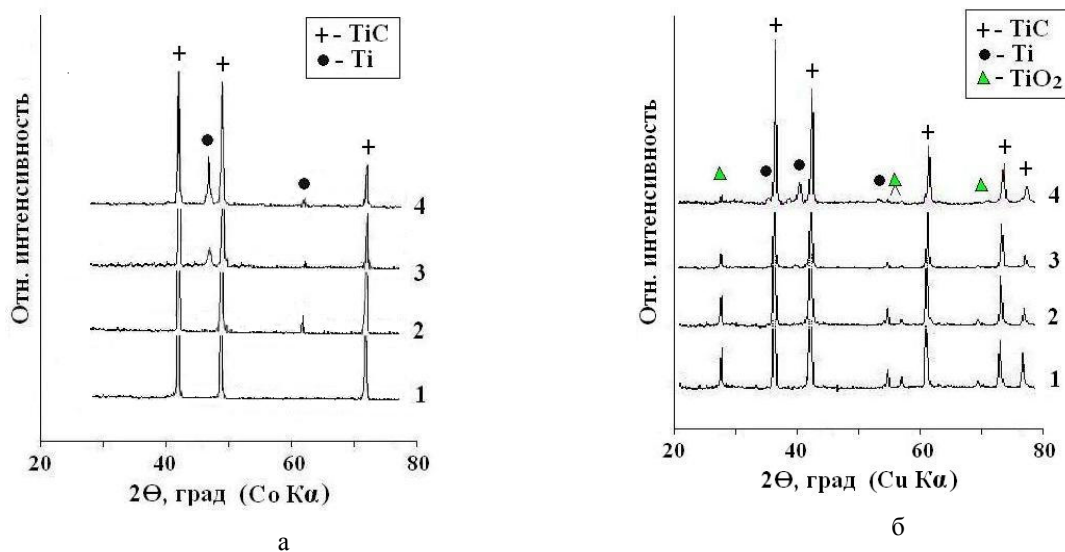 + - TiC
● - Ti
Отн. интенсивность
4
3
2
1
20 40 60 80
2Θ, град (Co Kα)
а
+ - TiC
● - Ti
▲ - TiO₂
Отн. интенсивность
4
3
2
1
20 40 60 80
2Θ, град (Cu Kα)
б